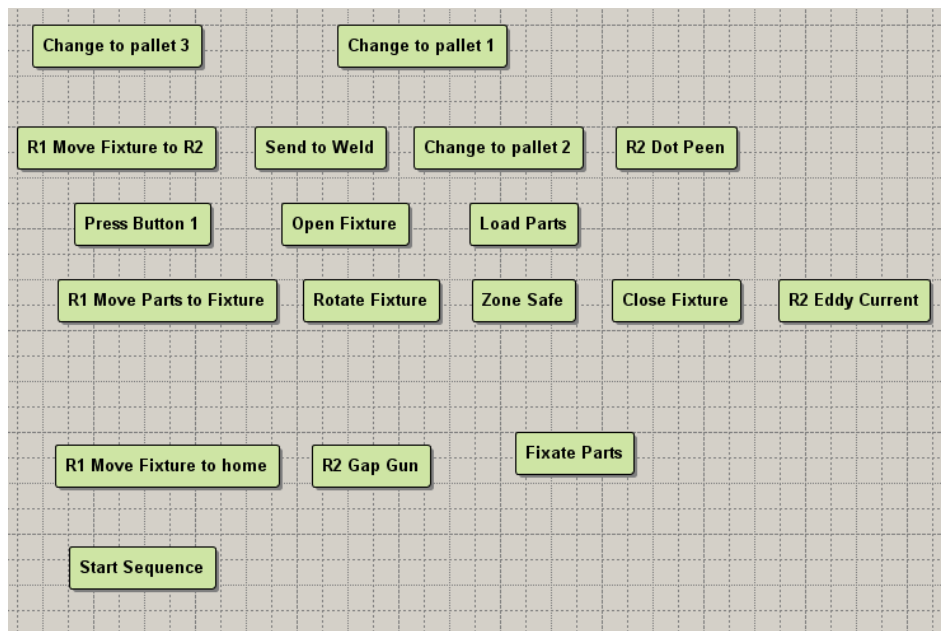 Change to pallet 3
Change to pallet 1
R1 Move Fixture to R2
Send to Weld
Change to pallet 2
R2 Dot Peen
Press Button 1
Open Fixture
Load Parts
R1 Move Parts to Fixture
Rotate Fixture
Zone Safe
Close Fixture
R2 Eddy Current
R1 Move Fixture to home
R2 Gap Gun
Fixate Parts
Start Sequence